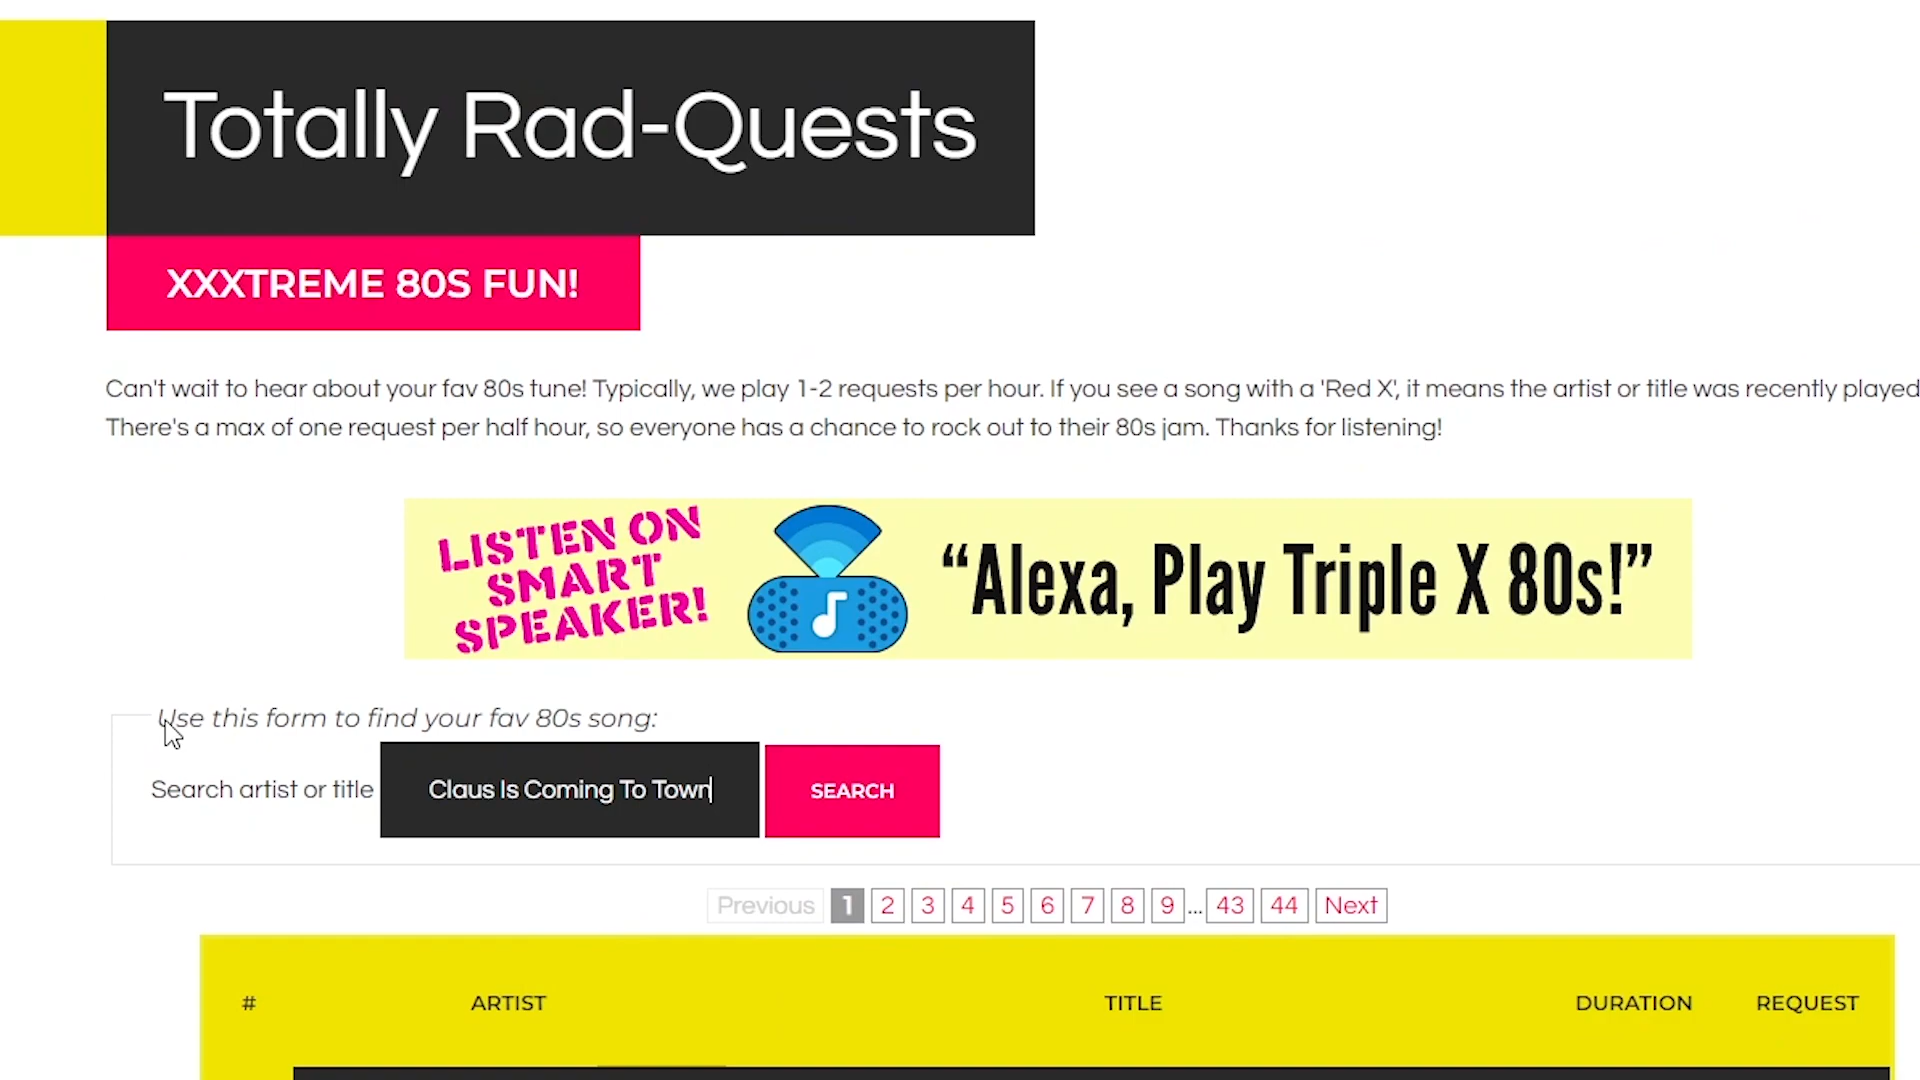 Totally Rad-Quests
XXXTREME 80S FUN!
Can't wait to hear about your fav 80s tune! Typically, we play 1-2 requests per hour. If you see a song with a 'Red X', it means the artist or title was recently played
There's a max of one request per half hour, so everyone has a chance to rock out to their 80s jam. Thanks for listening!
LISTEN ON
SMART
SPEAKER!
“Alexa, Play Triple X 80s!”
Use this form to find your fav 80s song:
Search artist or title Claus Is Coming To Town SEARCH
Previous 1 2 3 4 5 6 7 8 9 ... 43 44 Next
# ARTIST TITLE DURATION REQUEST